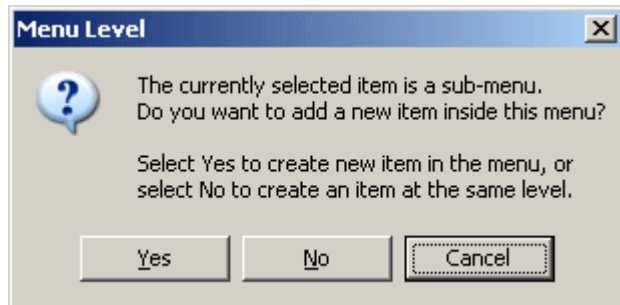 Menu Level
The currently selected item is a sub-menu.
Do you want to add a new item inside this menu?
Select Yes to create new item in the menu, or
select No to create an item at the same level.
Yes No Cancel